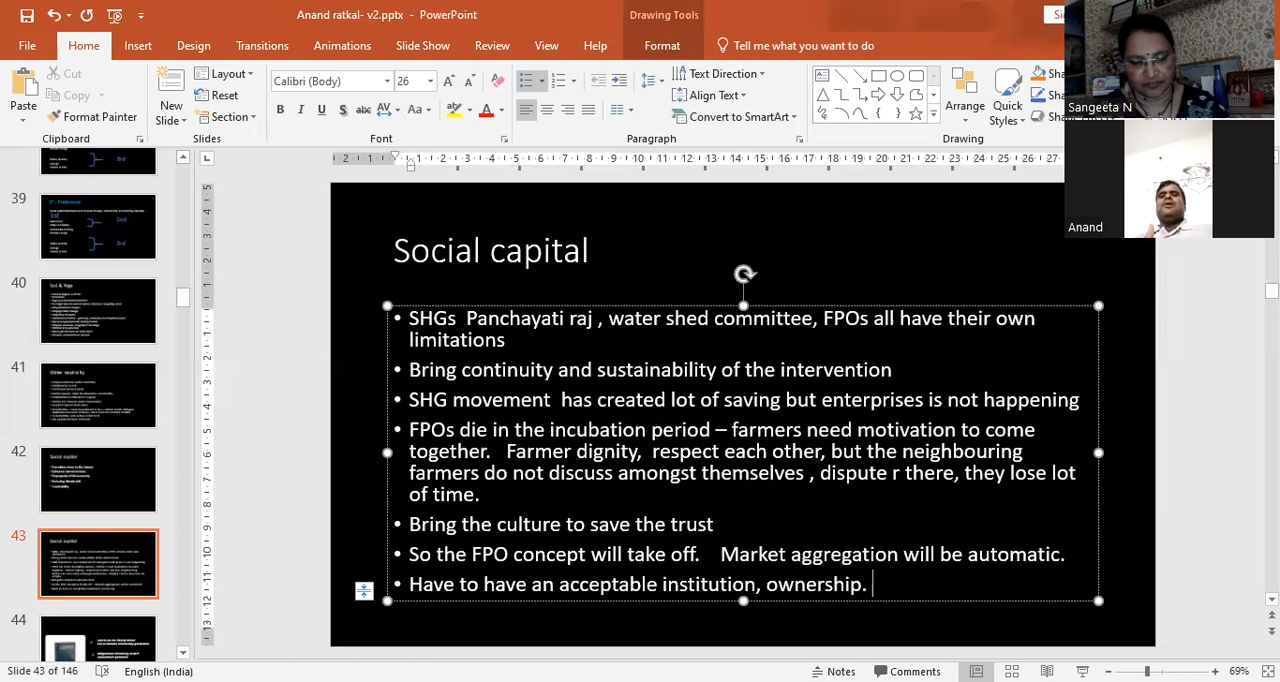 Anand ratkal- v2.pptx - PowerPoint
Drawing Tools
File Home Insert Design Transitions Animations Slide Show Review View Help Format Tell me what you want to do
Paste
Cut
Copy
Format Painter
Clipboard
New Slide
Layout
Reset
Section
Slides
Calibri (Body) 26
B I U S abc AV Aa
Font
Text Direction
Align Text
Convert to SmartArt
Paragraph
Arrange
Quick Styles
Drawing
Sangeeta N
Anand
39
40
41
42
43
44
Social capital
• SHGs Panchayati raj , water shed committee, FPOs all have their own
limitations
• Bring continuity and sustainability of the intervention
• SHG movment has created lot of saving but enterprises is not happening
• FPOs die in the incubation period – farmers need motivation to come
together. Farmer dignity, respect each other, but the neighbouring
farmers do not discuss amongst themselves , dispute r there, they lose lot
of time.
• Bring the culture to save the trust
• So the FPO concept will take off. Market aggregation will be automatic.
• Have to have an acceptable institution, ownership.
Slide 43 of 146 English (India) Notes Comments 69%